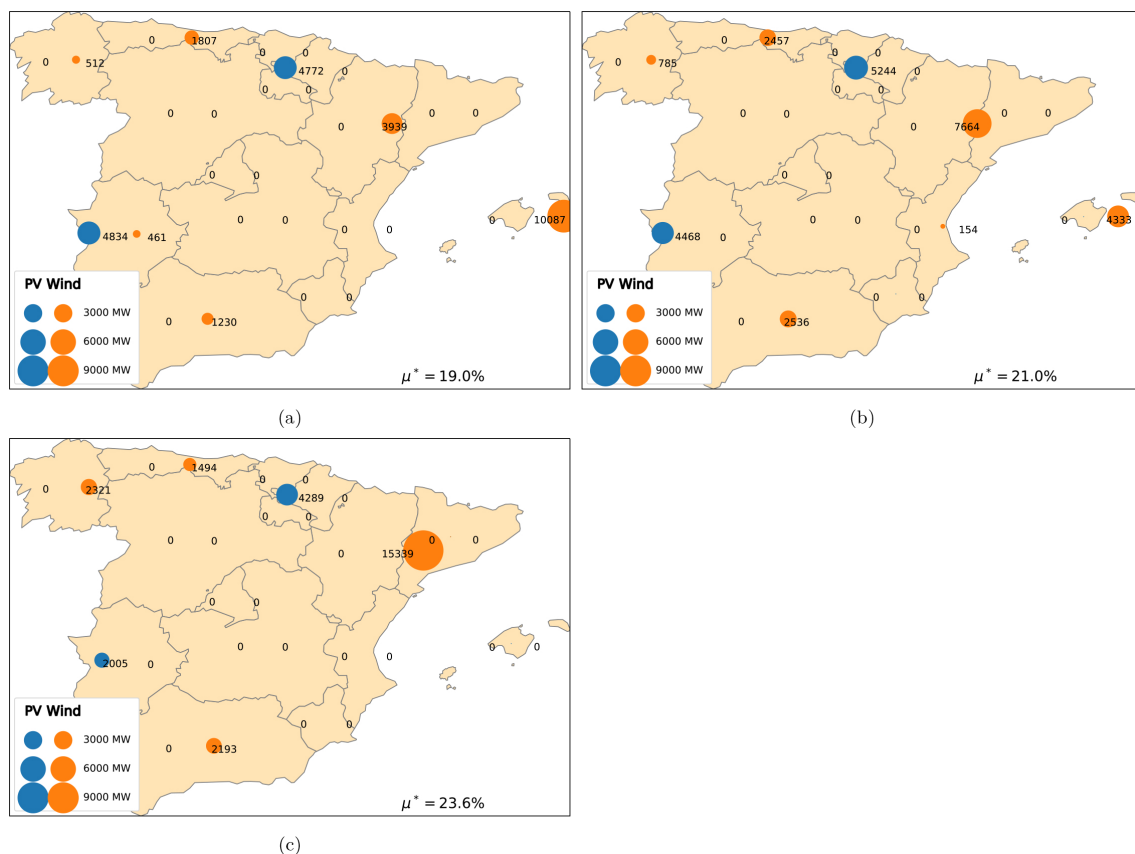 0 1807 0 0
0 512 4772 0
0 0
0 0 3939 0 0
0
0 0
10087
0 0 0 0 0
4834 461
PV Wind
3000 MW
6000 MW
9000 MW
0 0
0 1230
μ* = 19.0%
(a)
0 2457 0 0
0 785 5244 0
0 0
0 0 7664 0 0
0
0 0
0 4333
0 0 0 154
4468 0
PV Wind
3000 MW
6000 MW
9000 MW
0 0
0 2536
μ* = 21.0%
(b)
0 1494 0 0
0 2321 4289 0
0 0
0 0 15339 0 0
0
0 0
0 0
0 0 0 0
2005 0
PV Wind
3000 MW
6000 MW
9000 MW
0 0
0 2193
μ* = 23.6%
(c)